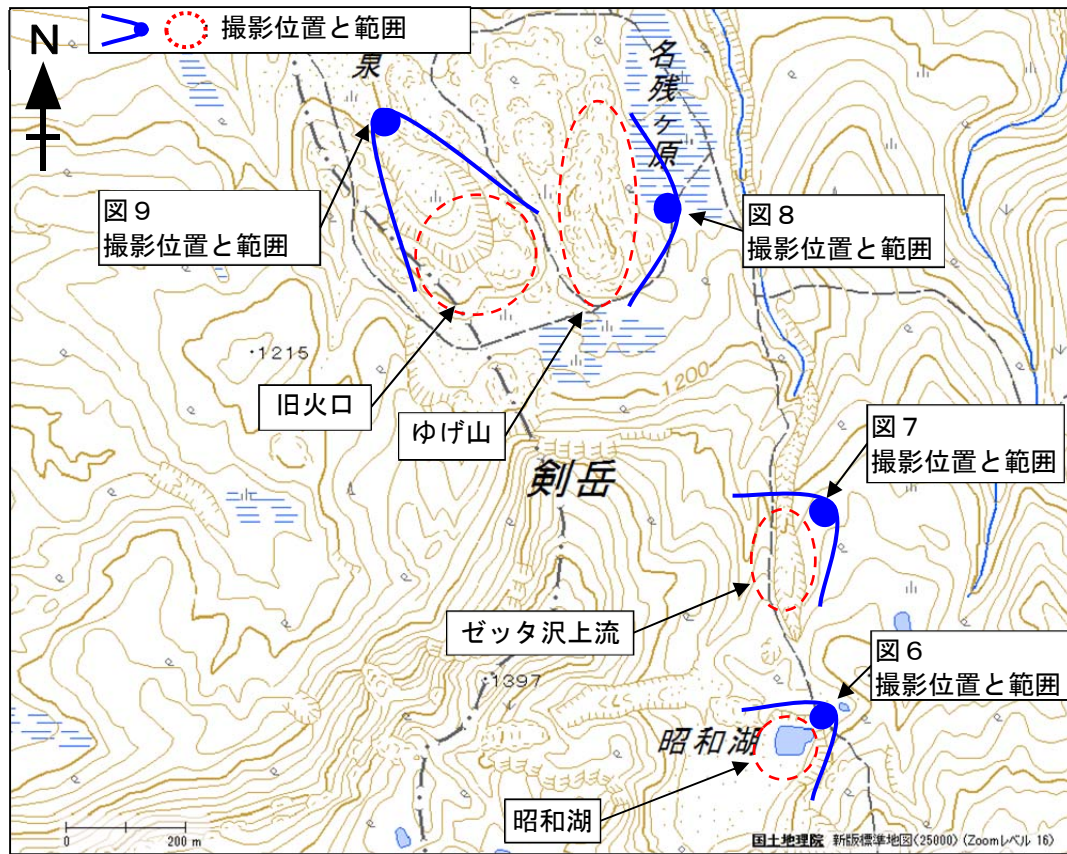 N
撮影位置と範囲
泉
名残ヶ原
図9
撮影位置と範囲
図8
撮影位置と範囲
・1215
旧火口
ゆげ山
1200
図7
撮影位置と範囲
剣岳
ゼッタ沢上流
図6
撮影位置と範囲
・1397
昭和湖
昭和湖
0
200 m
国土地理院 新版標準地図(25000) (Zoomレベル 16)